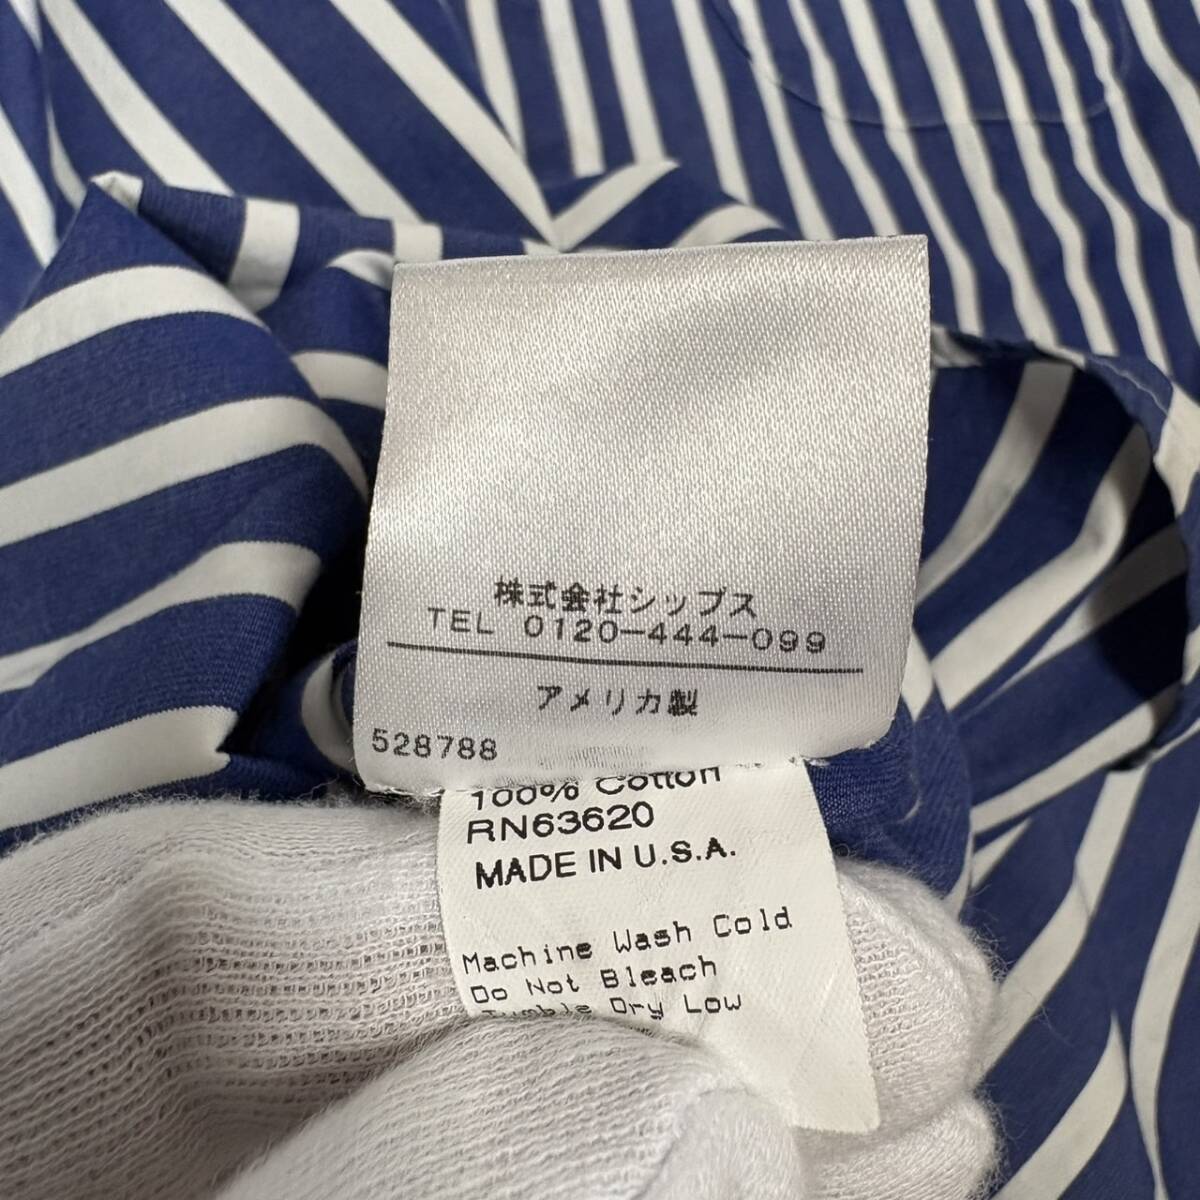 株式会社シップス
TEL 0120-444-099
アメリカ製
528788
100% Cotton
RN63620
MADE IN U.S.A.
Machine Wash Cold
Do Not Bleach
Tumble Dry Low